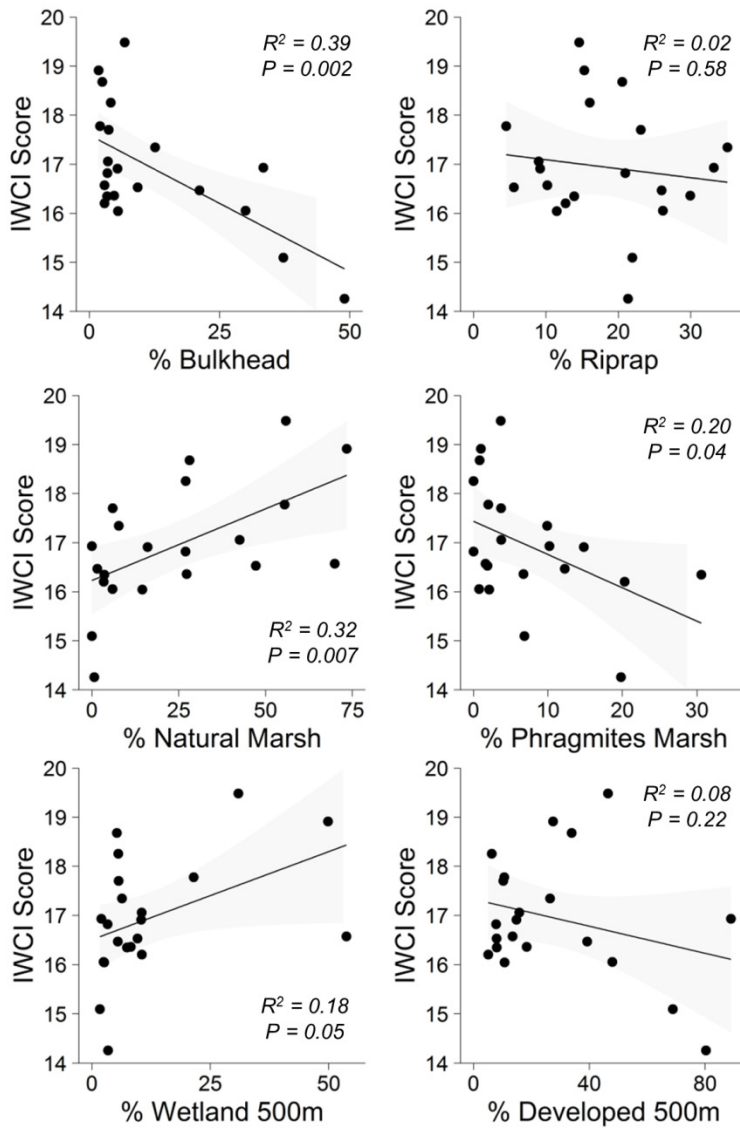 20
19
18
17
16
15
14
IWCI Score
R² = 0.39
P = 0.002
0 25 50
% Bulkhead
20
19
18
17
16
15
14
IWCI Score
R² = 0.02
P = 0.58
0 10 20 30
% Riprap
20
19
18
17
16
15
14
IWCI Score
R² = 0.32
P = 0.007
0 25 50 75
% Natural Marsh
20
19
18
17
16
15
14
IWCI Score
R² = 0.20
P = 0.04
0 10 20 30
% Phragmites Marsh
20
19
18
17
16
15
14
IWCI Score
R² = 0.18
P = 0.05
0 25 50
% Wetland 500m
20
19
18
17
16
15
14
IWCI Score
R² = 0.08
P = 0.22
0 40 80
% Developed 500m